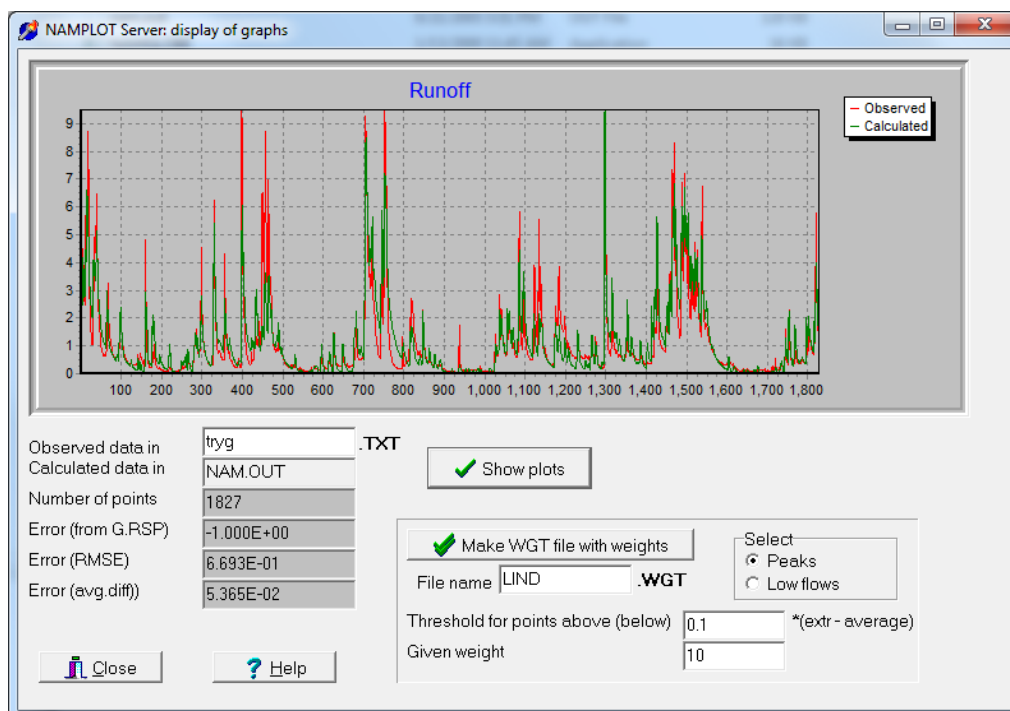 NAMPLOT Server: display of graphs
Runoff
Observed
Calculated
9
8
7
6
5
4
3
2
1
0
100 200 300 400 500 600 700 800 900 1,000 1,100 1,200 1,300 1,400 1,500 1,600 1,700 1,800
Observed data in tryg .TXT
Calculated data in NAM.OUT
Show plots
Number of points 1827
Error (from G.RSP) -1.000E+00
Error (RMSE) 6.693E-01
Error (avg.diff)) 5.365E-02
Make WGT file with weights
File name LIND .WGT
Select
Peaks
Low flows
Threshold for points above (below) 0.1 *(extr - average)
Given weight 10
Close
Help